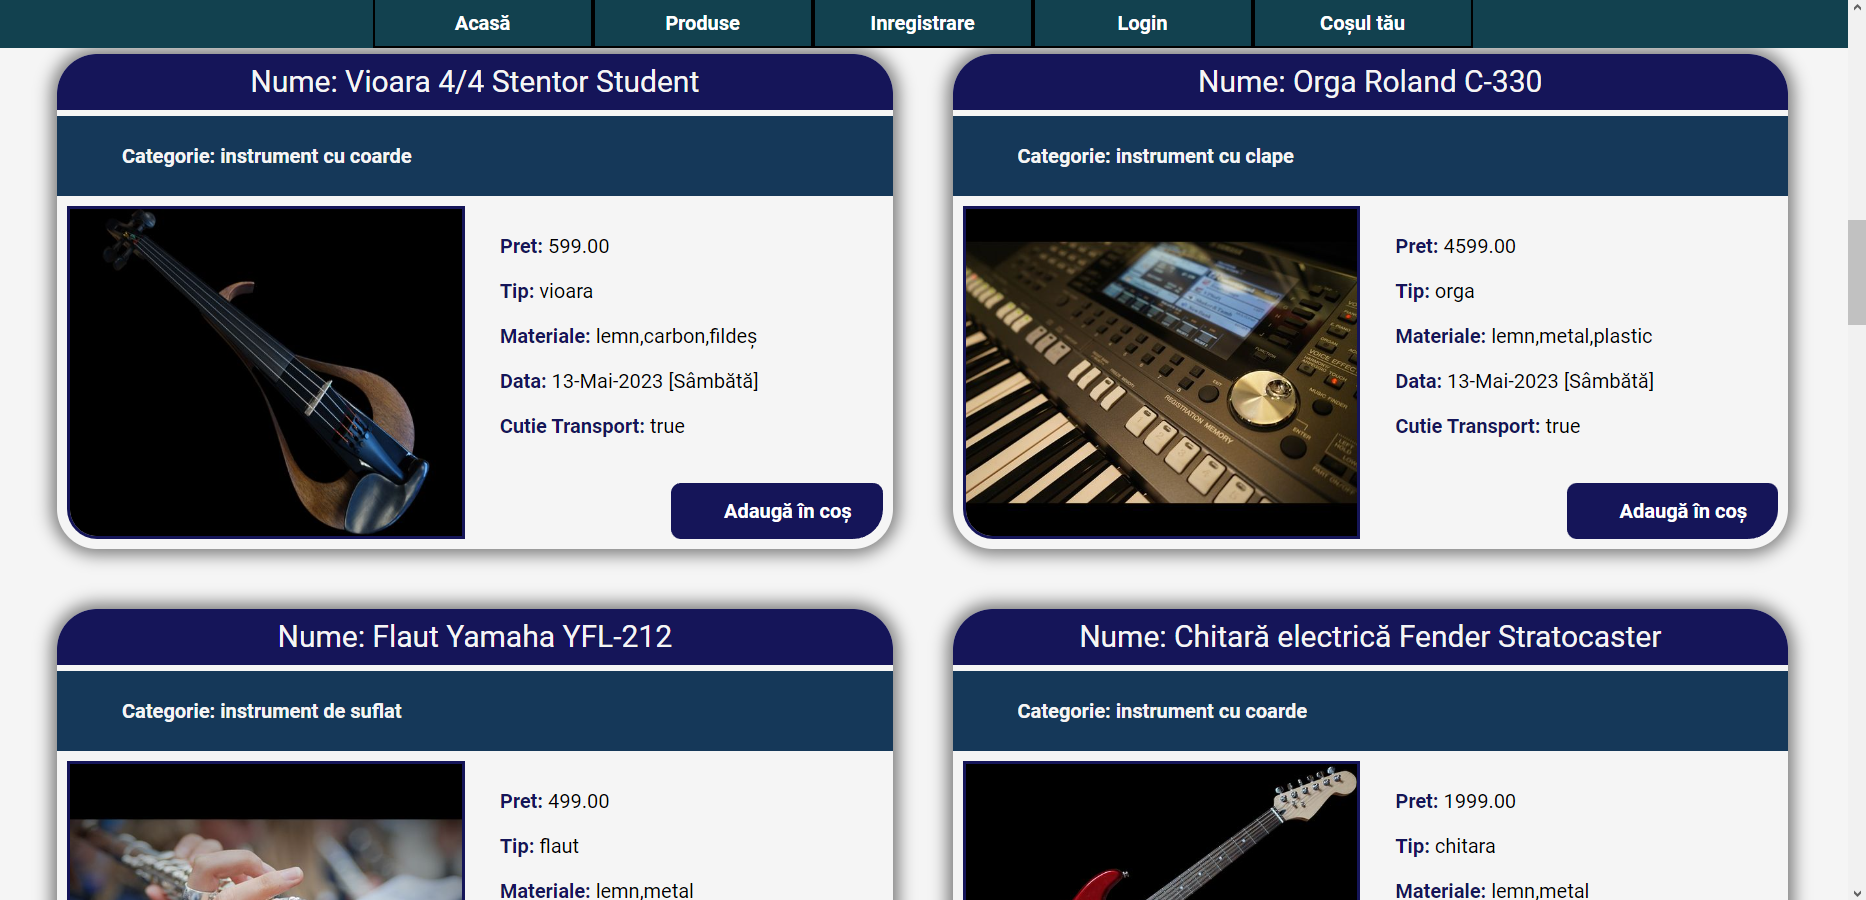 Acasă
Produse
Inregistrare
Login
Coșul tău
Nume: Vioara 4/4 Stentor Student
Categorie: instrument cu coarde
Pret: 599.00
Tip: vioara
Materiale: lemn,carbon,fildeș
Data: 13-Mai-2023 [Sâmbătă]
Cutie Transport: true
Adaugă în coș
Nume: Orga Roland C-330
Categorie: instrument cu clape
REGISTRATION MEMORY
MUSIC FINDER
ENTER
Pret: 4599.00
Tip: orga
Materiale: lemn,metal,plastic
Data: 13-Mai-2023 [Sâmbătă]
Cutie Transport: true
Adaugă în coș
Nume: Flaut Yamaha YFL-212
Categorie: instrument de suflat
Pret: 499.00
Tip: flaut
Materiale: lemn,metal
Nume: Chitară electrică Fender Stratocaster
Categorie: instrument cu coarde
Pret: 1999.00
Tip: chitara
Materiale: lemn,metal